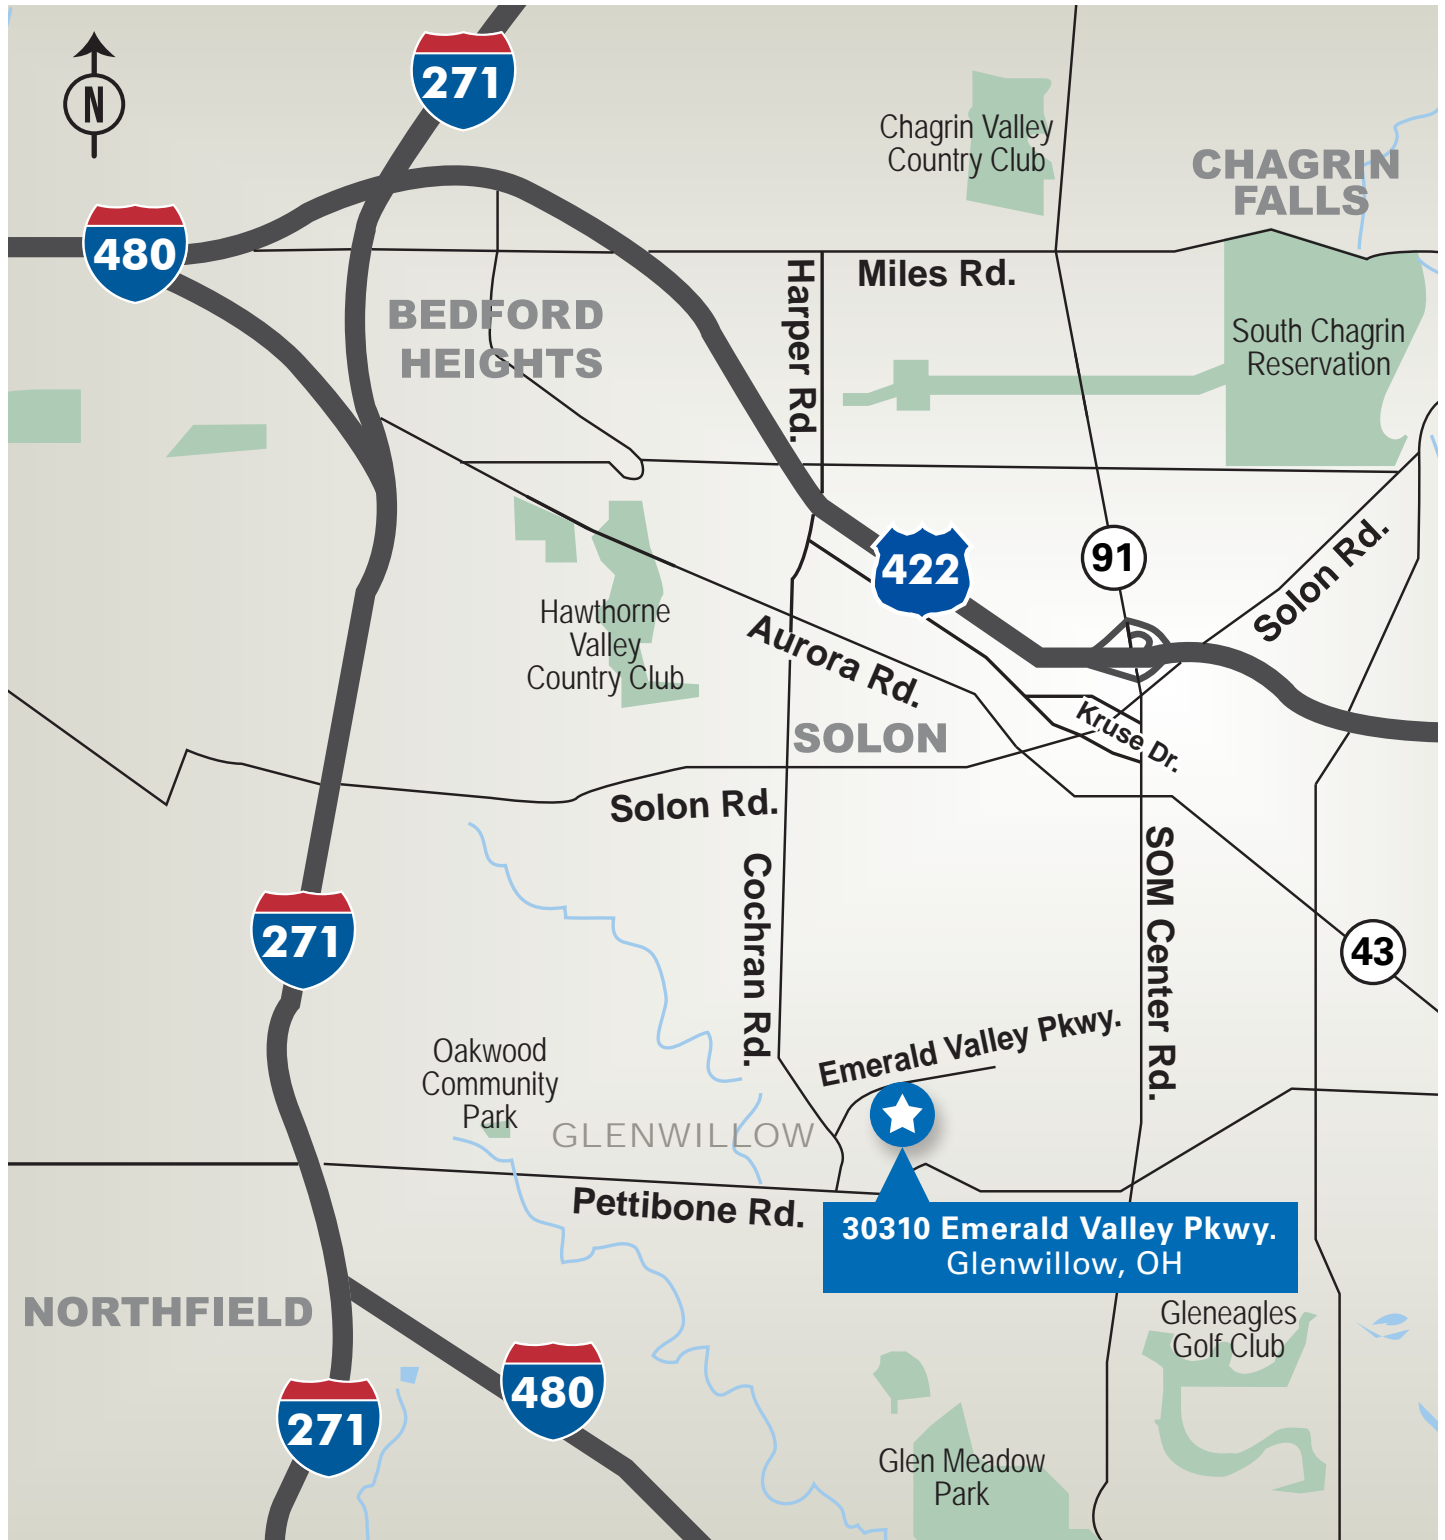 271
N
Chagrin Valley
Country Club
CHAGRIN
FALLS
480
Miles Rd.
Harper Rd.
BEDFORD
HEIGHTS
South Chagrin
Reservation
91
422
Solon Rd.
Hawthorne
Valley
Country Club
Aurora Rd.
Kruse Dr.
SOLON
Solon Rd.
SOM Center Rd.
Cochran Rd.
271
43
Emerald Valley Pkwy.
Oakwood
Community
Park
GLENWILLOW
Pettibone Rd.
30310 Emerald Valley Pkwy.
Glenwillow, OH
NORTHFIELD
Gleneagles
Golf Club
480
271
Glen Meadow
Park